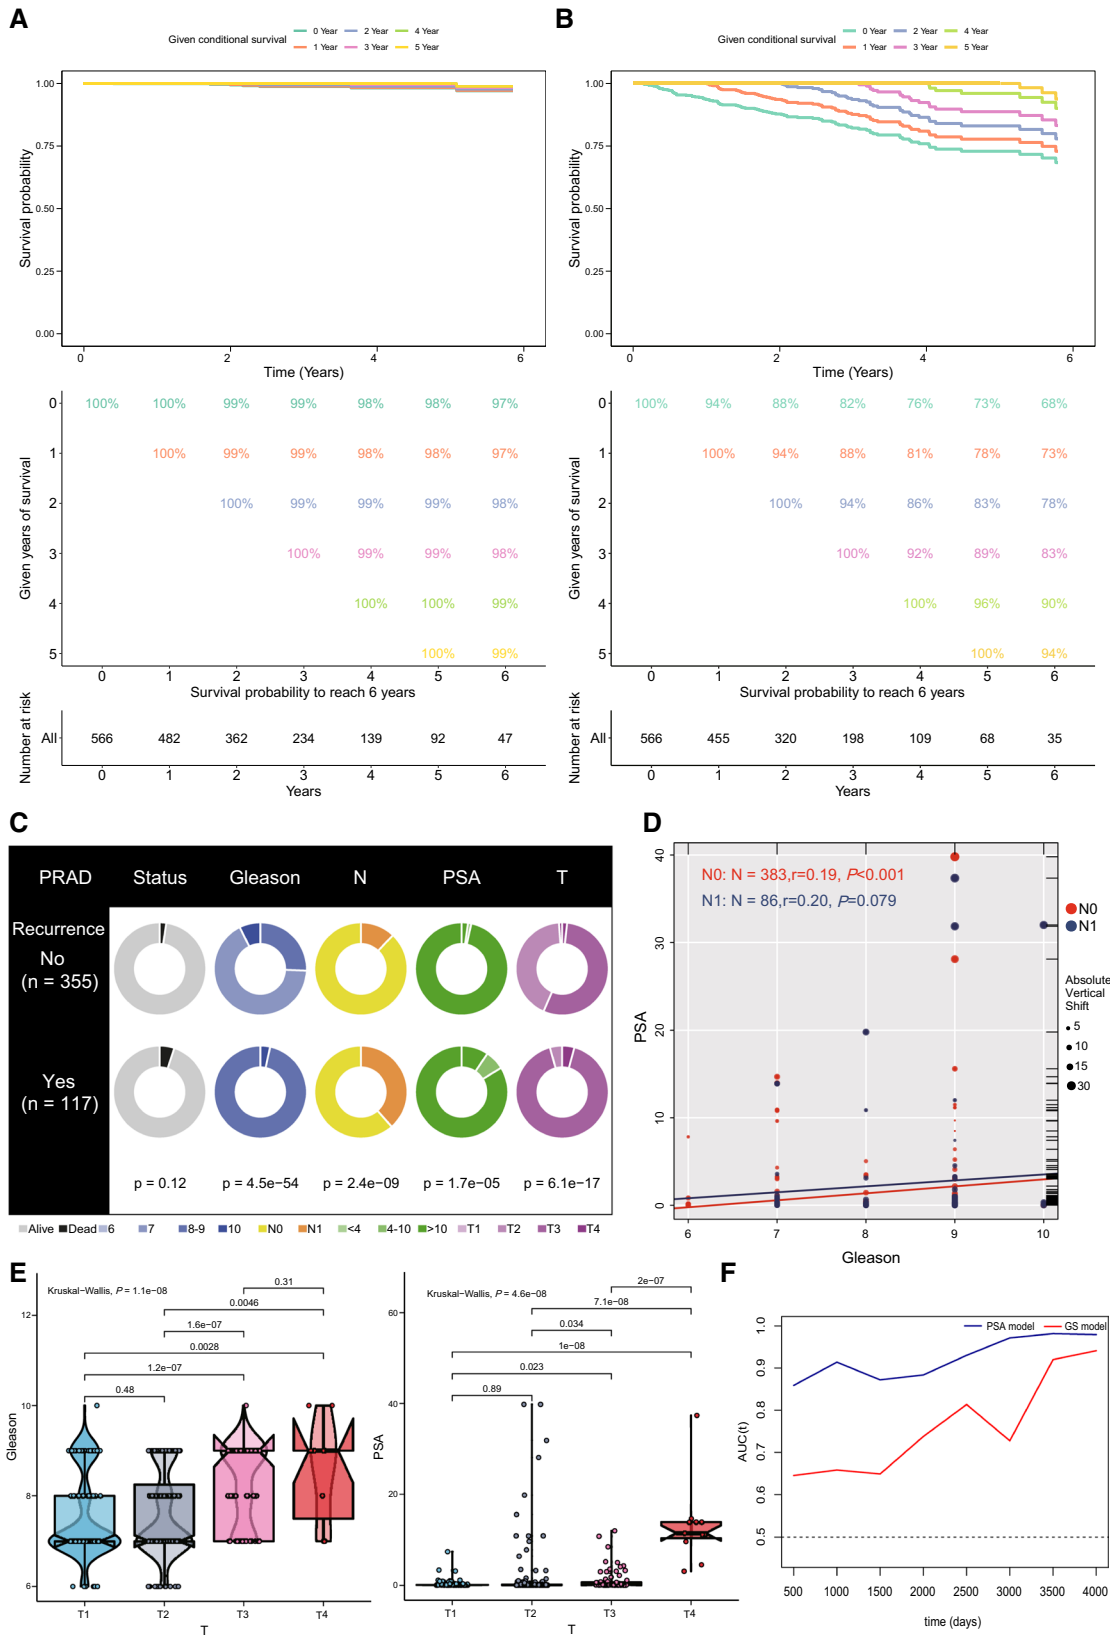 A
Given conditional survival
0 Year 2 Year 4 Year
1 Year 3 Year 5 Year
Survival probability
1.00
0.75
0.50
0.25
0.00
0 2 4 6
Time (Years)
Given years of survival
0 100% 100% 99% 99% 98% 98% 97%
1 100% 99% 99% 98% 98% 97%
2 100% 99% 99% 99% 98%
3 100% 99% 99% 98%
4 100% 100% 99%
5 100% 99%
0 1 2 3 4 5 6
Survival probability to reach 6 years
Number at risk
All 566 482 362 234 139 92 47
0 1 2 3 4 5 6
Years
B
Given conditional survival
0 Year 2 Year 4 Year
1 Year 3 Year 5 Year
Survival probability
1.00
0.75
0.50
0.25
0.00
0 2 4 6
Time (Years)
Given years of survival
0 100% 94% 88% 82% 76% 73% 68%
1 100% 94% 88% 81% 78% 73%
2 100% 94% 86% 83% 78%
3 100% 92% 89% 83%
4 100% 96% 90%
5 100% 94%
0 1 2 3 4 5 6
Survival probability to reach 6 years
Number at risk
All 566 455 320 198 109 68 35
0 1 2 3 4 5 6
Years
C
PRAD Status Gleason N PSA T
Recurrence
No
(n = 355)
Yes
(n = 117)
p = 0.12 p = 4.5e−54 p = 2.4e−09 p = 1.7e−05 p = 6.1e−17
Alive Dead 6 7 8-9 10 N0 N1 <4 4-10 >10 T1 T2 T3 T4
D
N0: N = 383,r=0.19, P<0.001
N1: N = 86,r=0.20, P=0.079
PSA
40
30
20
10
0
6 7 8 9 10
Gleason
N0
N1
Absolute
Vertical
Shift
5
10
15
30
E
Kruskal−Wallis, P = 1.1e−08
0.31
0.0046
1.6e−07
0.0028
1.2e−07
0.48
Gleason
12
10
8
6
T1 T2 T3 T4
T
Kruskal−Wallis, P = 4.6e−08
2e−07
7.1e−08
0.034
1e−08
0.023
0.89
PSA
60
40
20
0
T1 T2 T3 T4
T
F
PSA model GS model
AUC(t)
1.0
0.9
0.8
0.7
0.6
0.5
500 1000 1500 2000 2500 3000 3500 4000
time (days)